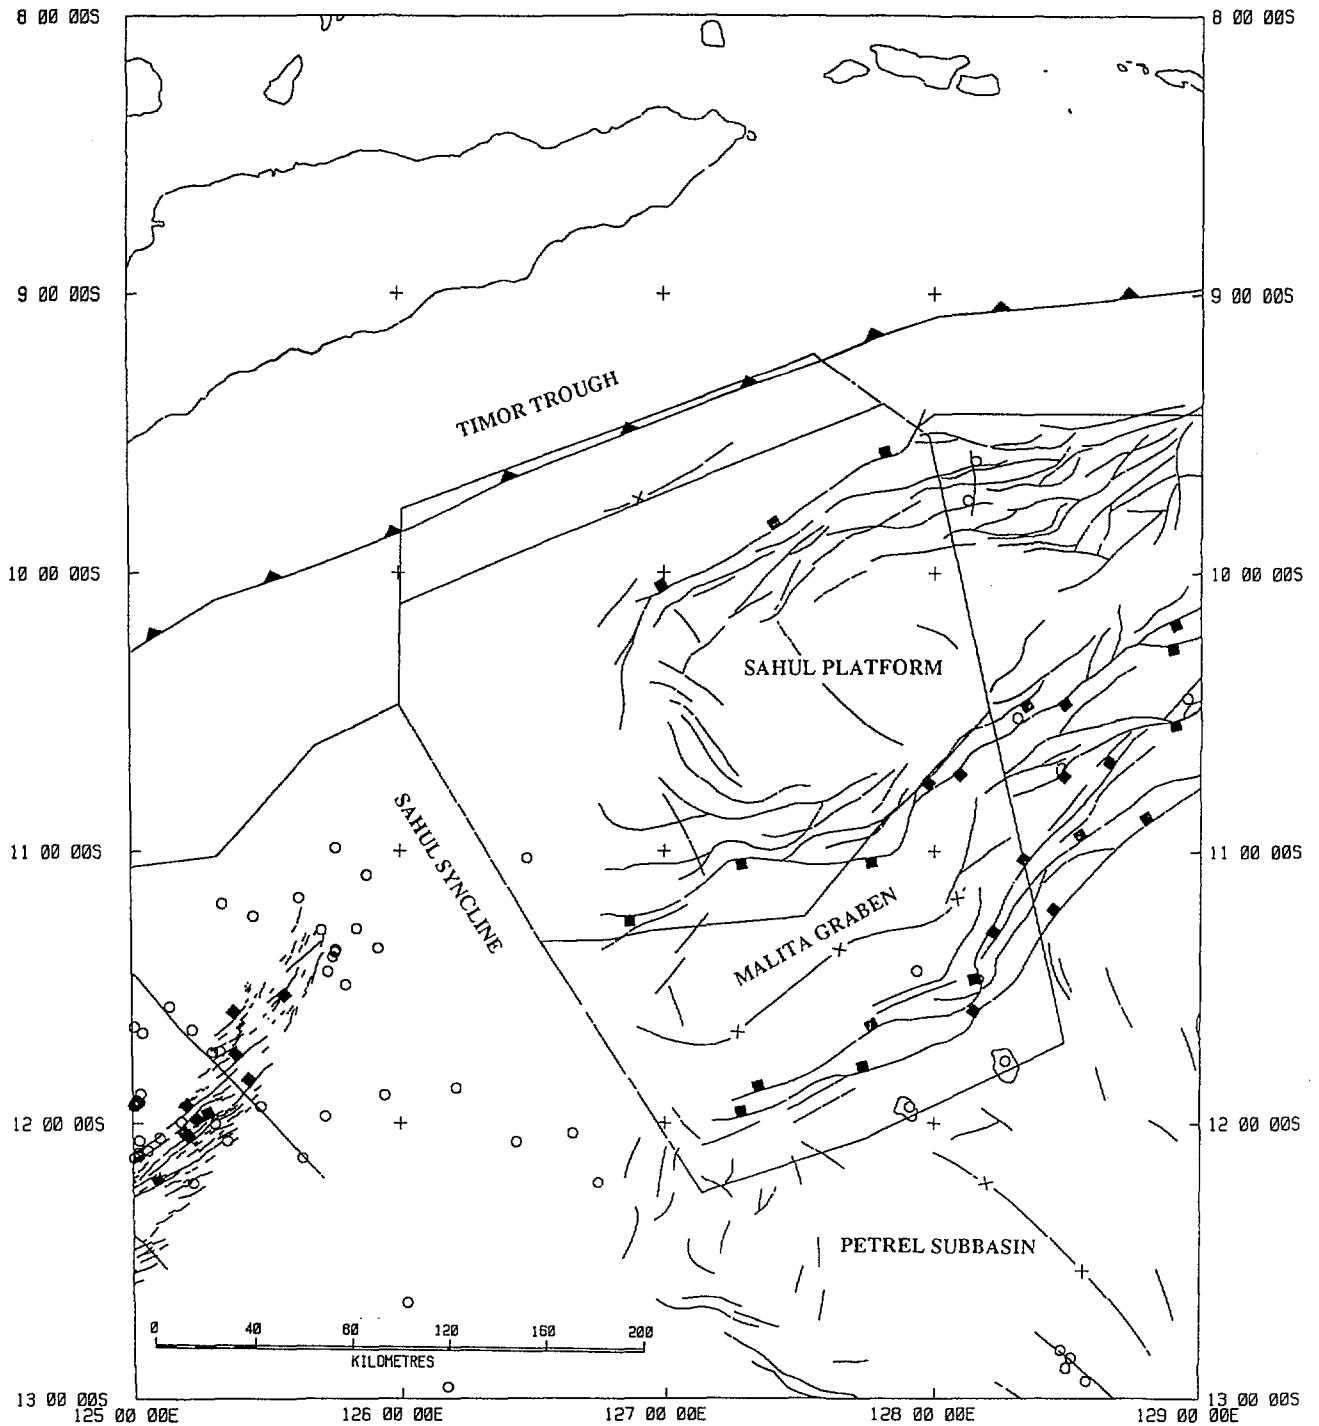 8 00 00S
8 00 00S
9 00 00S
9 00 00S
TIMOR TROUGH
10 00 00S
10 00 00S
SAHUL PLATFORM
SAHUL SYNCLINE
11 00 00S
11 00 00S
MALITA GRABEN
12 00 00S
12 00 00S
PETREL SUBBASIN
0 40 80 120 160 200
KILOMETRES
13 00 00S
13 00 00S
125 00 00E
126 00 00E
127 00 00E
128 00 00E
129 00 00E